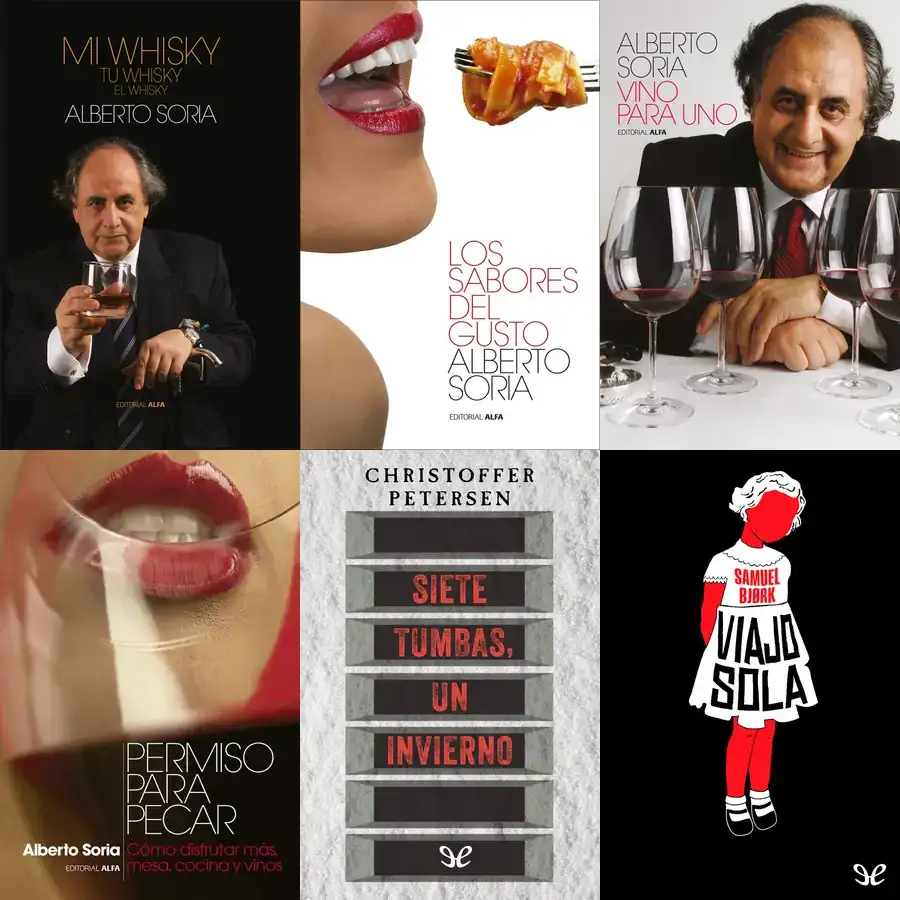 MI WHISKY
TU WHISKY
EL WHISKY
ALBERTO SORIA
EDITORIAL ALFA
LOS
SABORES
DEL
GUSTO
ALBERTO
SORIA
EDITORIAL ALFA
ALBERTO
SORIA
VINO
PARA UNO
EDITORIAL ALFA
PERMISO
PARA
PECAR
Alberto Soria
Cómo disfrutar más,
mesa, cocina y vinos
EDITORIAL ALFA
CHRISTOFFER
PETERSEN
SIETE
TUMBAS,
UN
INVIERNO
SAMUEL
BJØRK
VIAJO
SOLA